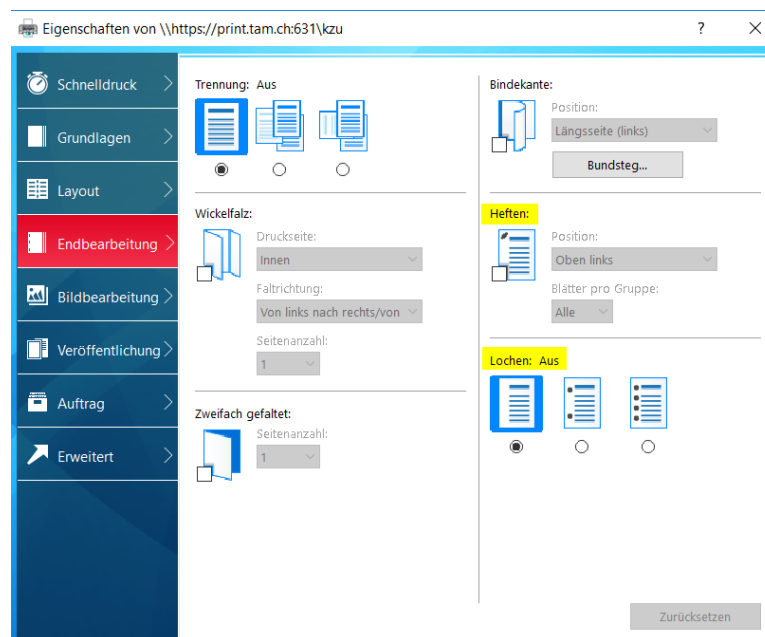 Eigenschaften von \\https://print.tam.ch:631\kzu
Schnelldruck
Grundlagen
Layout
Endbearbeitung
Bildbearbeitung
Veröffentlichung
Auftrag
Erweitert
Trennung: Aus
Wickelfalz:
Druckseite:
Innen
Faltrichtung:
Von links nach rechts/von
Seitenanzahl:
1
Zweifach gefaltet:
Seitenanzahl:
1
Bindekante:
Position:
Längsseite (links)
Bundsteg...
Heften:
Position:
Oben links
Blätter pro Gruppe:
Alle
Lochen: Aus
Zurücksetzen